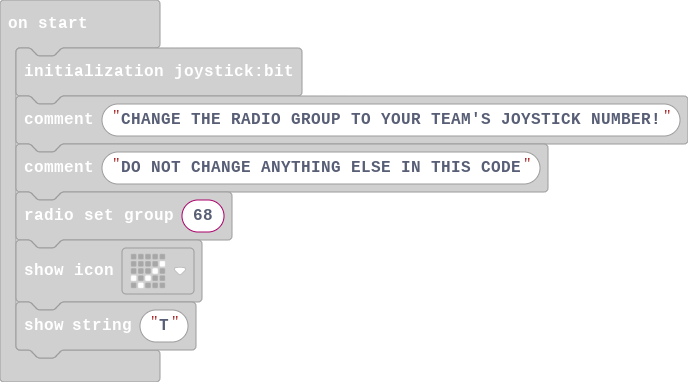 on start
initialization joystick:bit
comment "CHANGE THE RADIO GROUP TO YOUR TEAM'S JOYSTICK NUMBER!"
comment "DO NOT CHANGE ANYTHING ELSE IN THIS CODE"
radio set group 68
show icon
show string "T"